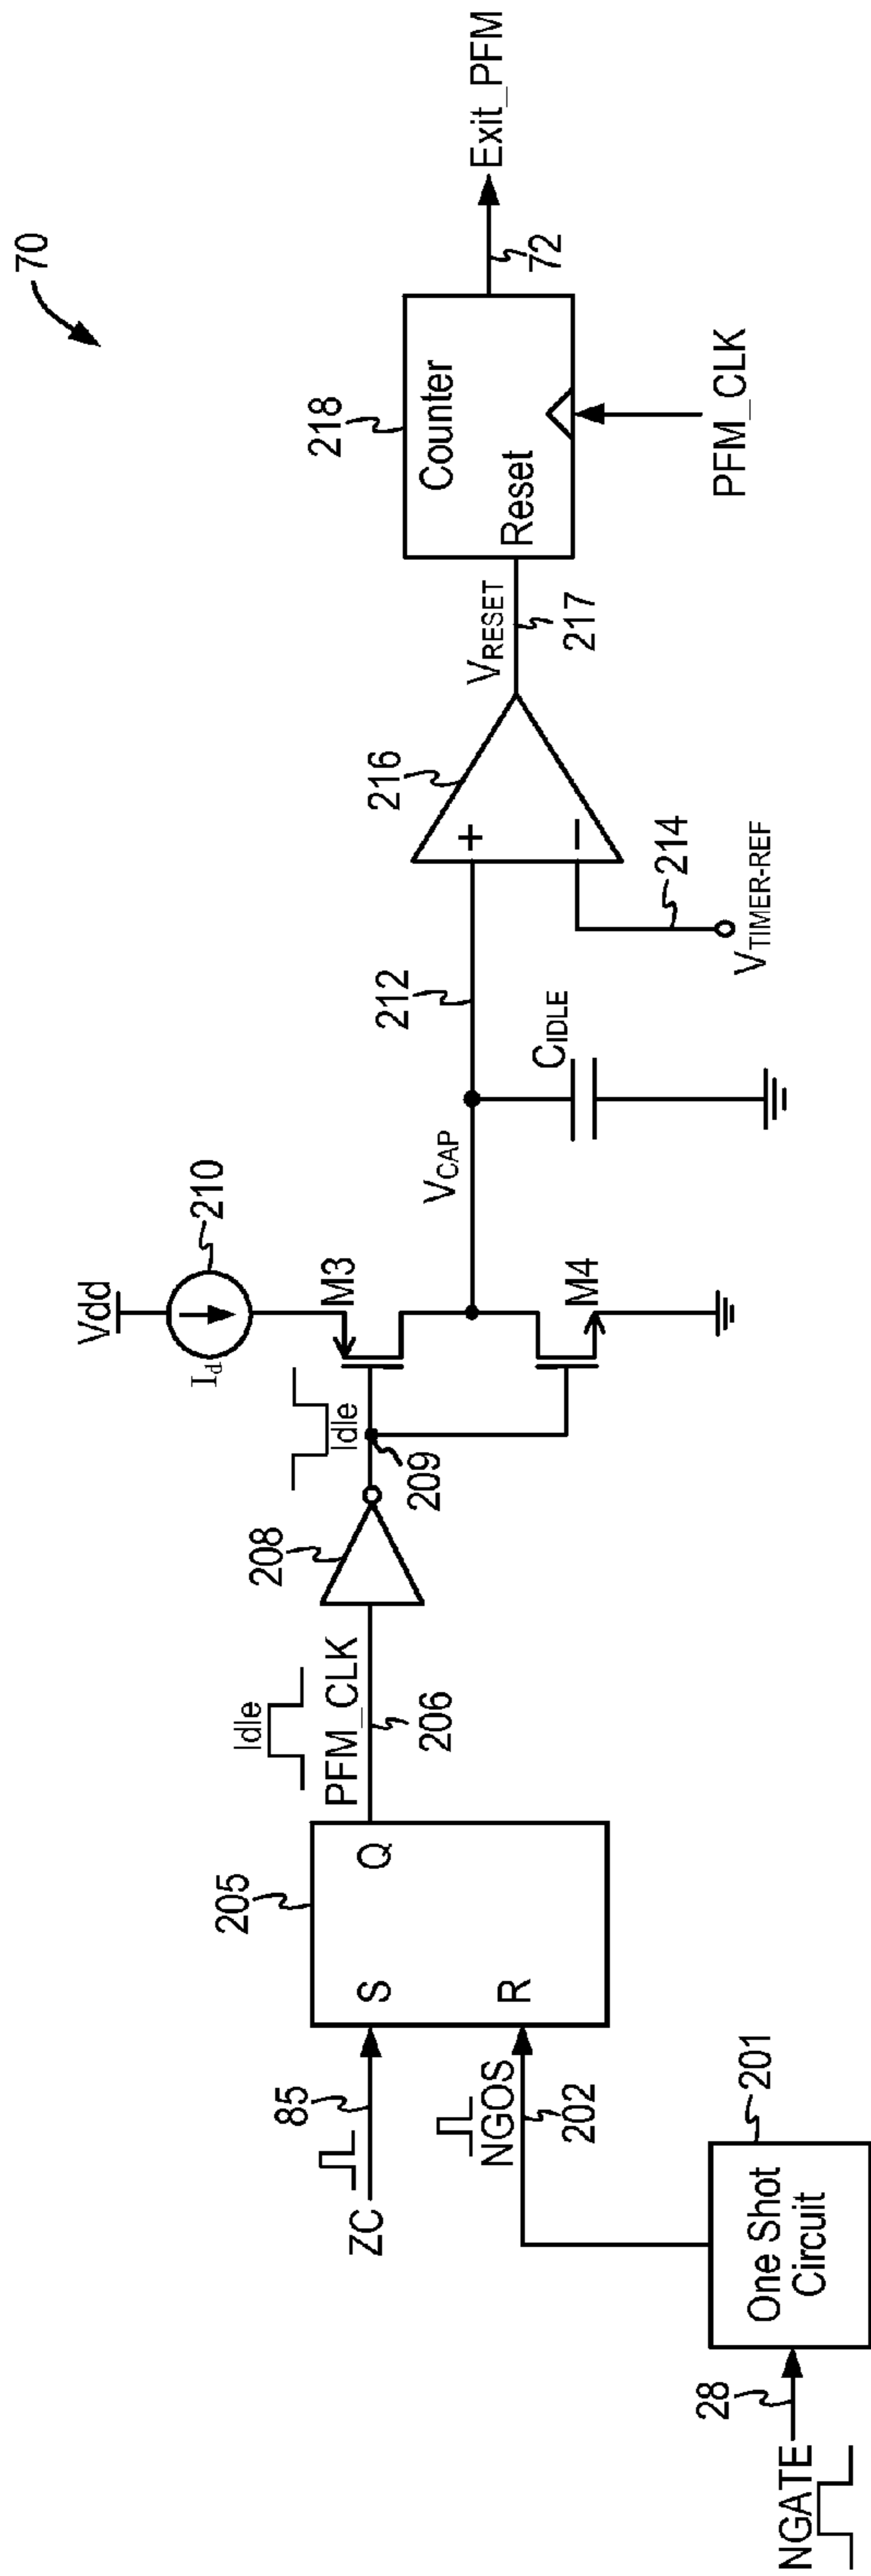 70
NGATE
28
One Shot
Circuit
201
NGOS
202
ZC
85
S
R
Q
205
Idle
PFM_CLK
206
208
Idle
209
Vdd
Id
210
M3
M4
VCAP
CIDLE
212
+
−
216
214
VTIMER-REF
VRESET
217
Counter
Reset
218
PFM_CLK
72
Exit_PFM